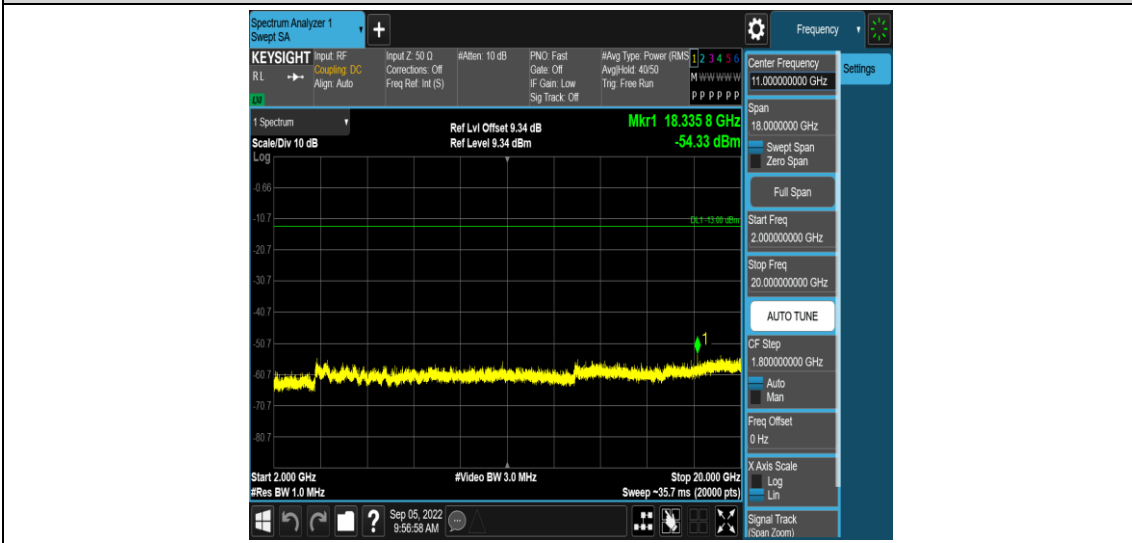 Spectrum Analyzer 1
Swept SA
+
Frequency
KEYSIGHT
RL
LXI
Input: RF
Coupling: DC
Align: Auto
Input Z: 50 Ω
Corrections: Off
Freq Ref: Int (S)
#Atten: 10 dB
PNO: Fast
Gate: Off
IF Gain: Low
Sig Track: Off
#Avg Type: Power (RMS
Avg|Hold: 40/50
Trig: Free Run
1 2 3 4 5 6
M W W W W W
P P P P P P
Center Frequency
11.000000000 GHz
Settings
1 Spectrum
Scale/Div 10 dB
Log
Ref Lvl Offset 9.34 dB
Ref Level 9.34 dBm
Mkr1 18.335 8 GHz
-54.33 dBm
Span
18.0000000 GHz
Swept Span
Zero Span
Full Span
Start Freq
2.000000000 GHz
Stop Freq
20.000000000 GHz
AUTO TUNE
CF Step
1.800000000 GHz
Auto
Man
Freq Offset
0 Hz
X Axis Scale
Log
Lin
Signal Track
(Span Zoom)
-0.66
-10.7
DL1 -13.00 dBm
-20.7
-30.7
-40.7
-50.7
1
-60.7
-70.7
-80.7
Start 2.000 GHz
#Res BW 1.0 MHz
#Video BW 3.0 MHz
Stop 20.000 GHz
Sweep ~35.7 ms (20000 pts)
?
Sep 05, 2022
9:56:58 AM